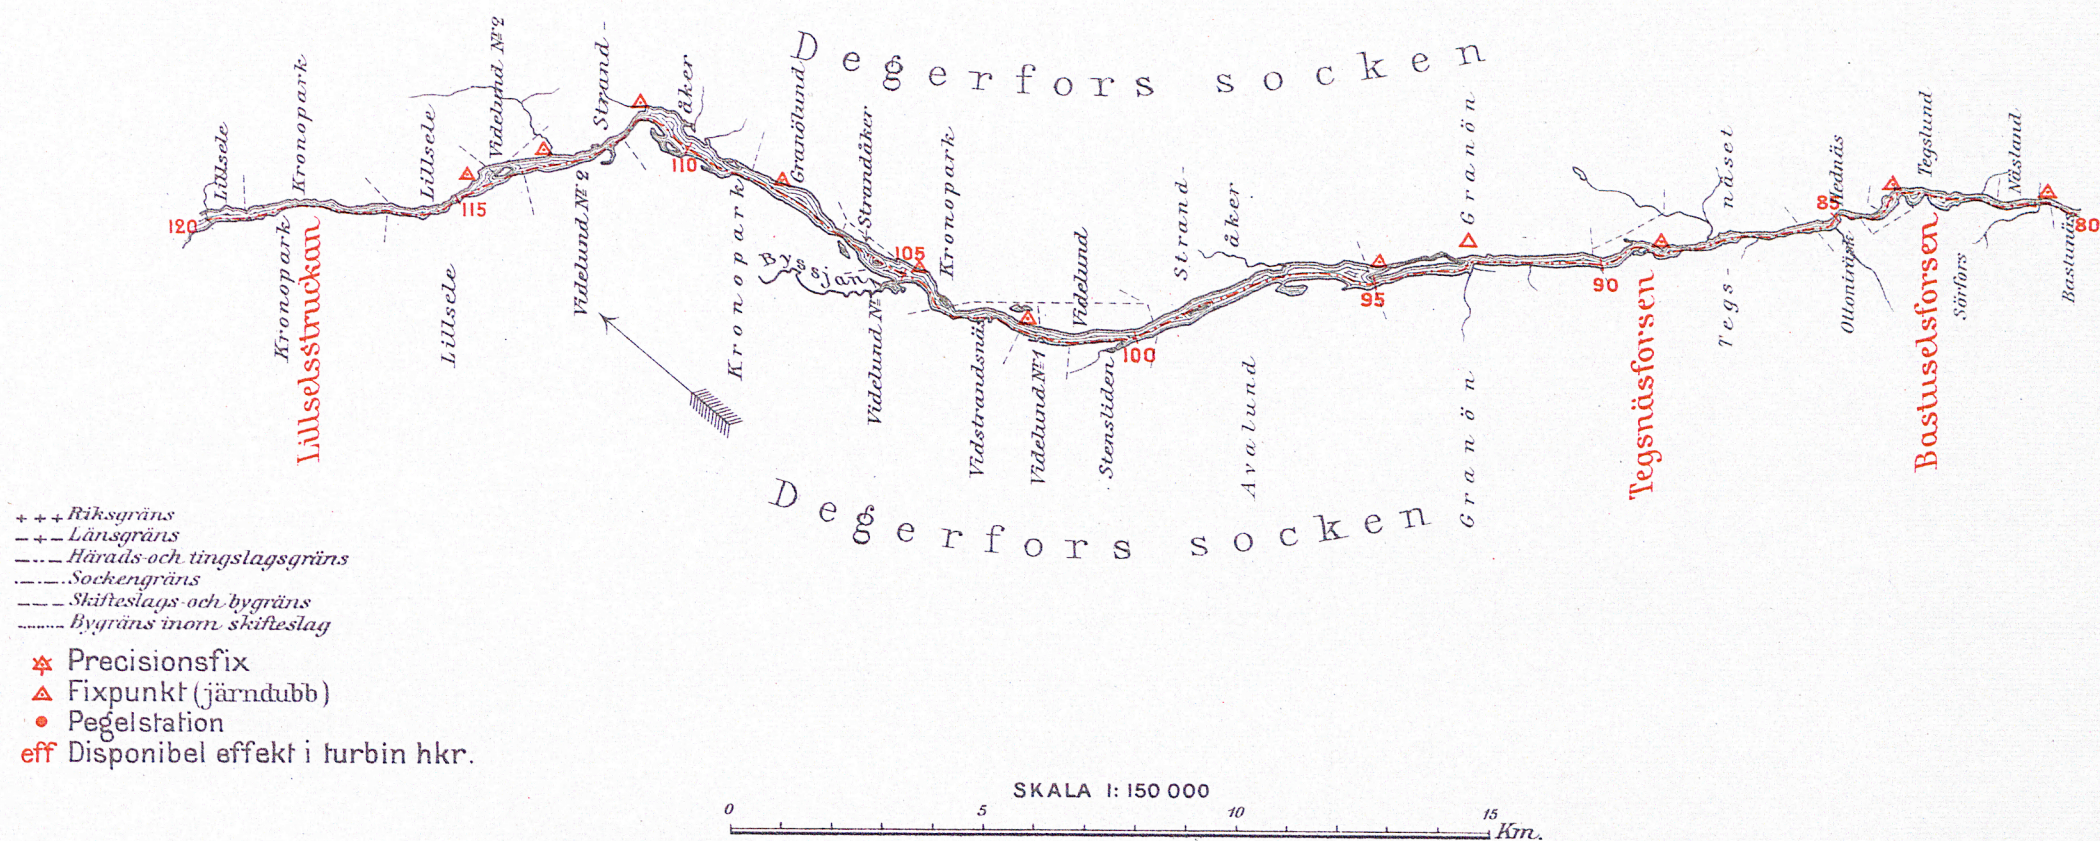 Degerfors socken
Lillsele
Kronopark
Lillsele
Videlund Nº 2
Strand-
åker
Granölund
Strandåker
Kronopark
Videlund
Strand-
åker
Granön
Tegs-
näset
Hednäs
Tegslund
Näsland
120
115
110
105
100
95
90
85
80
Kronopark
Lillselsstruckan
Lillsele
Videlund Nº 2
Kronopark
Byssjan
Videlund Nº 1
Vidstrandsnäs
Videlund Nº 1
Stensliden
Avalund
Granön
Tegsnäsforsen
Bastuselsforsen
Sörfors
Bastunäs
Degerfors socken
Riksgräns
Länsgräns
Härads-och tingslagsgräns
Sockengräns
Skifteslags-och bygräns
Bygräns inom skifteslag
Precisionsfix
Fixpunkt (järndubb)
Pegelstation
eff Disponibel effekt i turbin hkr.
SKALA 1:150 000
0 5 10 15 Km.